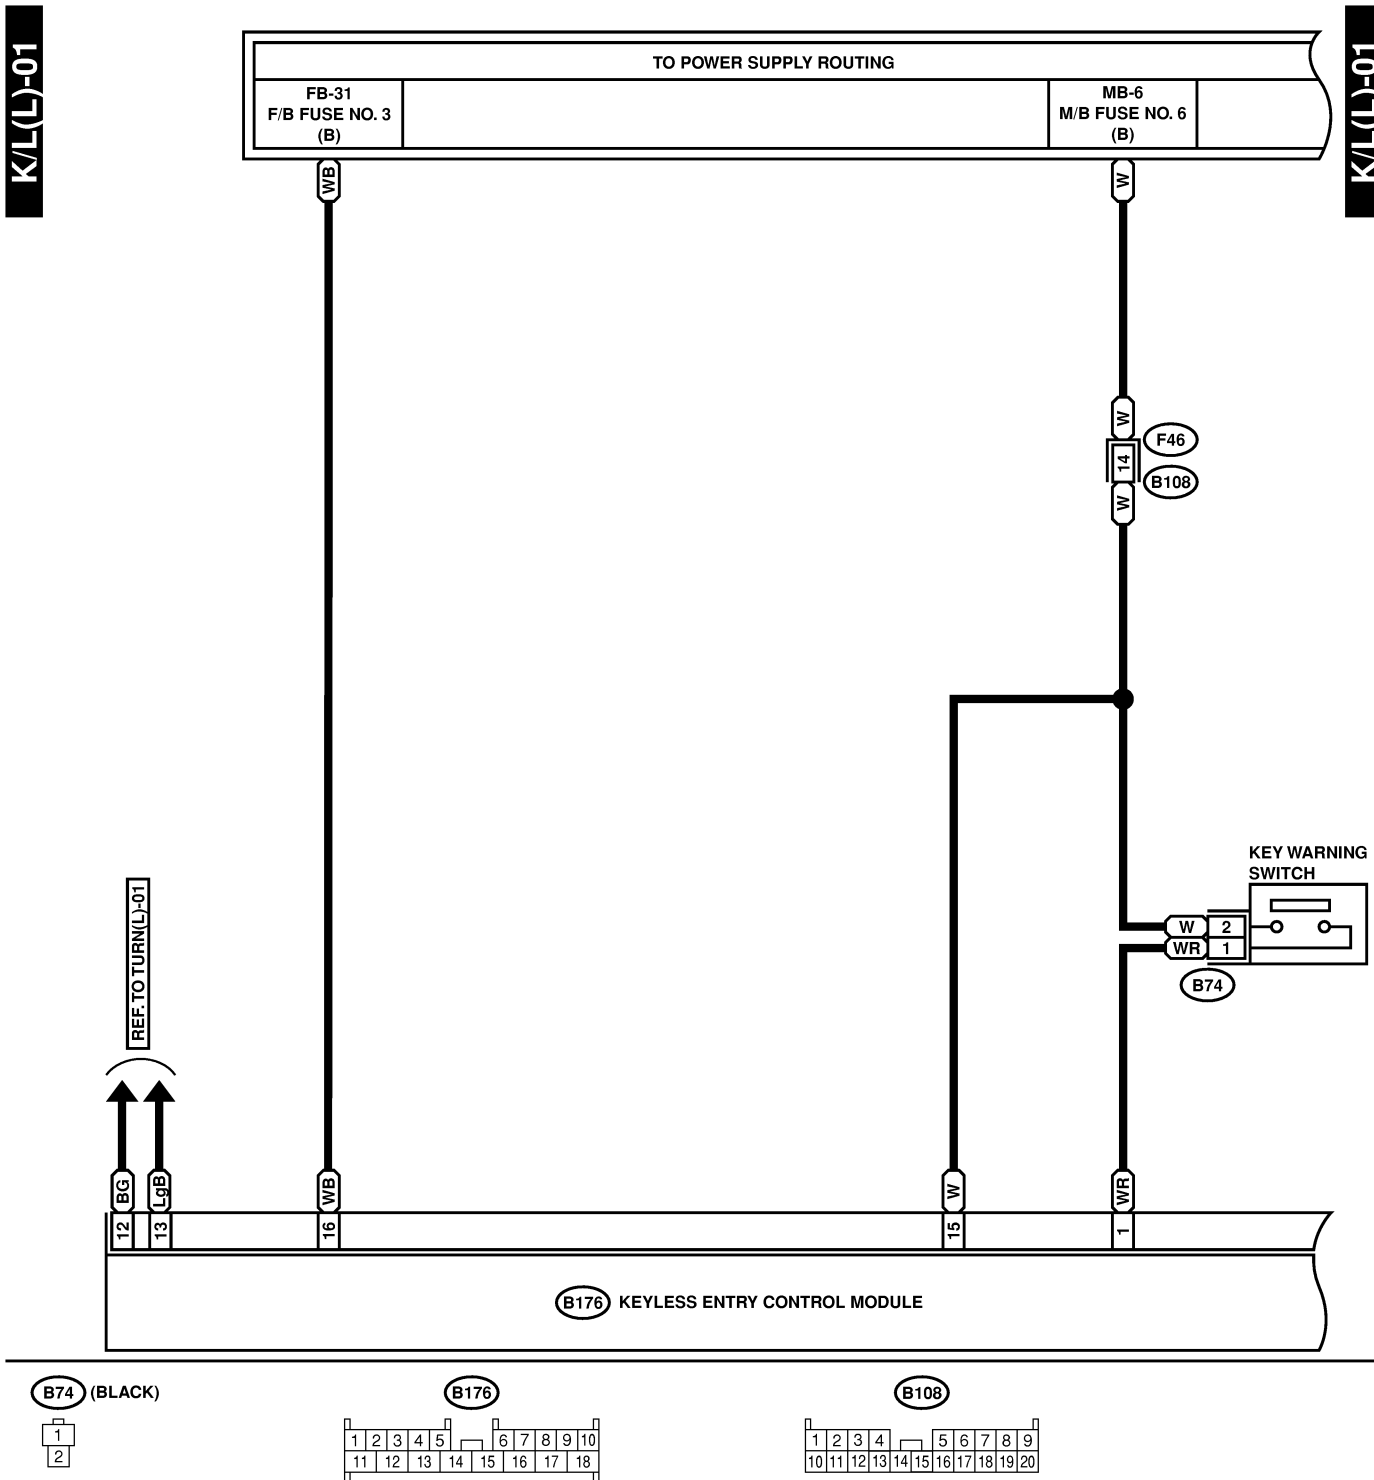 K/L(L)-01
K/L(L)-01
TO POWER SUPPLY ROUTING
FB-31
F/B FUSE NO. 3
(B)
MB-6
M/B FUSE NO. 6
(B)
WB
W
W
F46
14
B108
W
KEY WARNING
SWITCH
W
2
WR
1
B74
REF. TO TURN(L)-01
BG
LgB
WB
W
WR
12
13
16
15
1
B176
KEYLESS ENTRY CONTROL MODULE
B74 (BLACK)
B176
B108
1
2
1 2 3 4 5 6 7 8 9 10
11 12 13 14 15 16 17 18
1 2 3 4 5 6 7 8 9
10 11 12 13 14 15 16 17 18 19 20